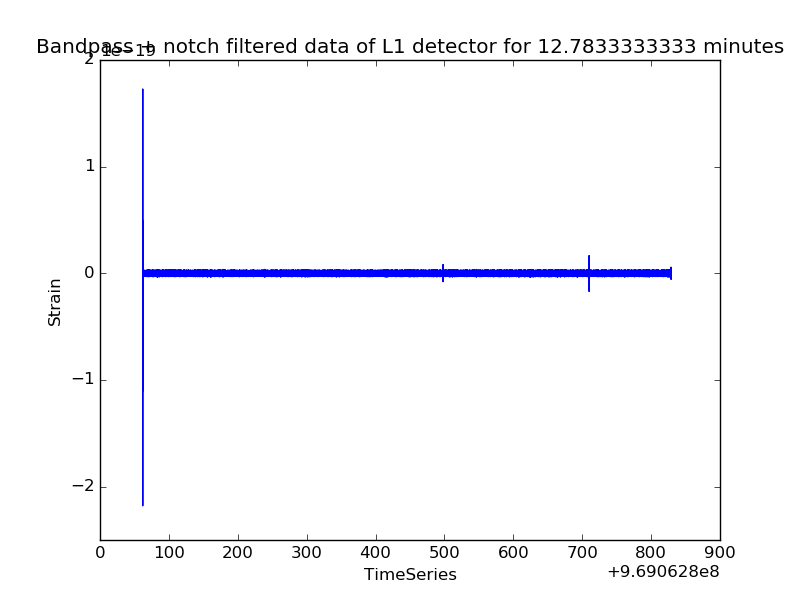 Bandpass + notch filtered data of L1 detector for 12.7833333333 minutes
1e−19
2
1
0
−1
−2
Strain
0 100 200 300 400 500 600 700 800 900
TimeSeries
+9.690628e8